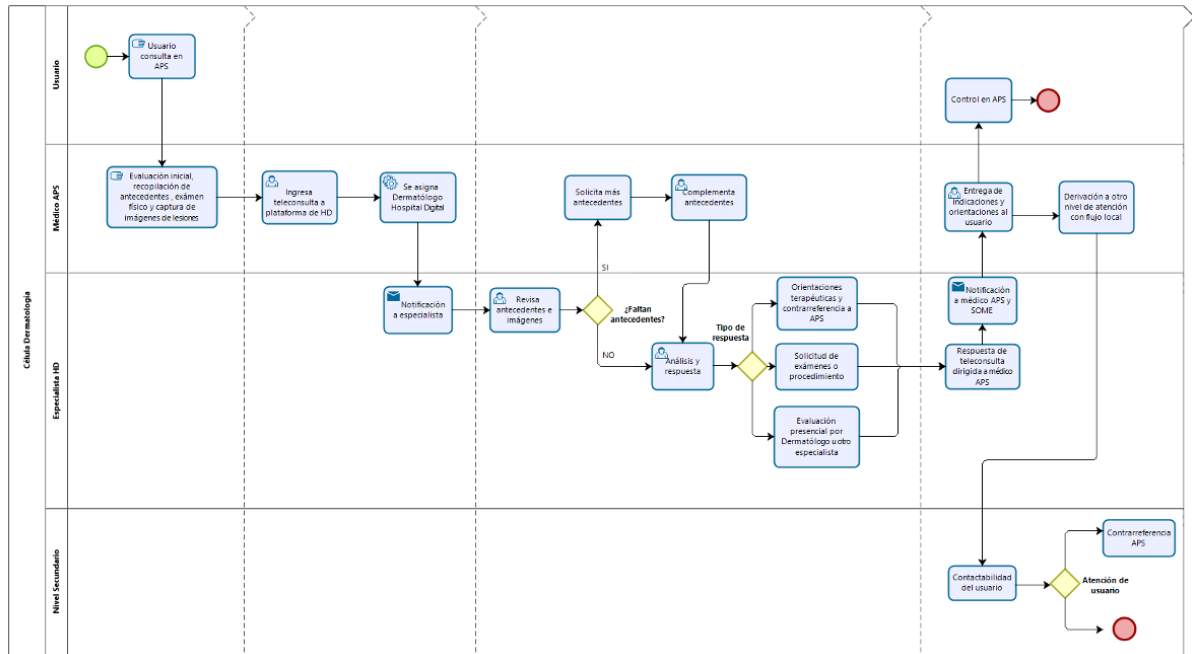 Célula Dermatología
Usuario
Médico APS
Especialista HD
Nivel Secundario
Usuario
consulta en
APS
Evaluación inicial,
recopilación de
antecedentes , exámen
físico y captura de
imágenes de lesiones
Ingresa
teleconsulta a
plataforma de HD
Se asigna
Dermatólogo
Hospital Digital
Notificación
a especialista
Revisa
antecedentes e
imágenes
¿Faltan
antecedentes?
SI
NO
Solicita más
antecedentes
Complementa
antecedentes
Análisis y
respuesta
Tipo de
respuesta
Orientaciones
terapéuticas y
contrarreferencia a
APS
Solicitud de
exámenes o
procedimiento
Evaluación
presencial por
Dermatólogo u otro
especialista
Respuesta de
teleconsulta
dirigida a médico
APS
Notificación
a médico APS y
SOME
Entrega de
indicaciones y
orientaciones al
usuario
Control en APS
Derivación a otro
nivel de atención
con flujo local
Contactabilidad
del usuario
Atención de
usuario
Contrarreferencia
APS